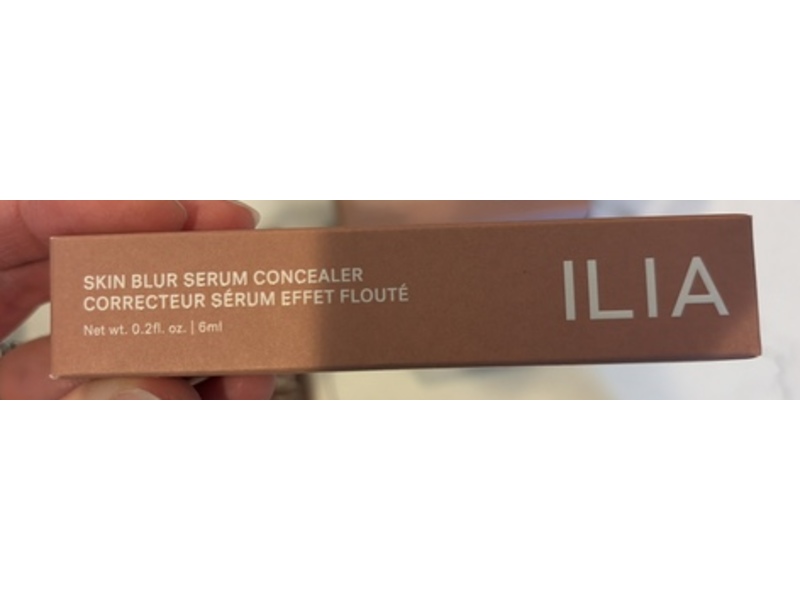 SKIN BLUR SERUM CONCEALER
CORRECTEUR SÉRUM EFFET FLOUTÉ
Net wt. 0.2fl. oz. | 6ml
ILIA